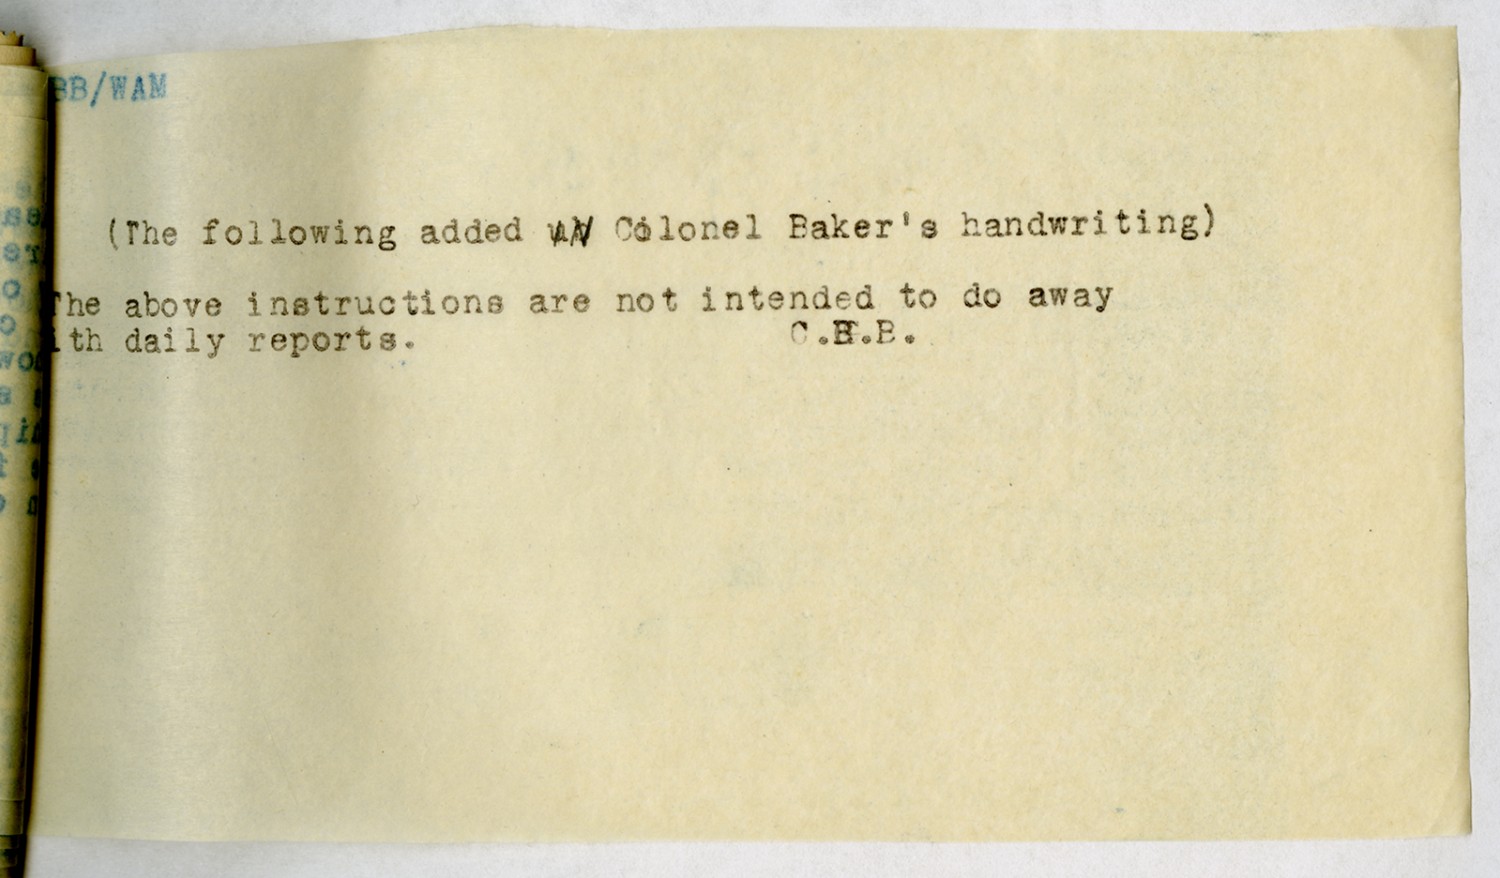 BB/WAM
(The following added in Colonel Baker's handwriting)
The above instructions are not intended to do away
ith daily reports. C.H.B.